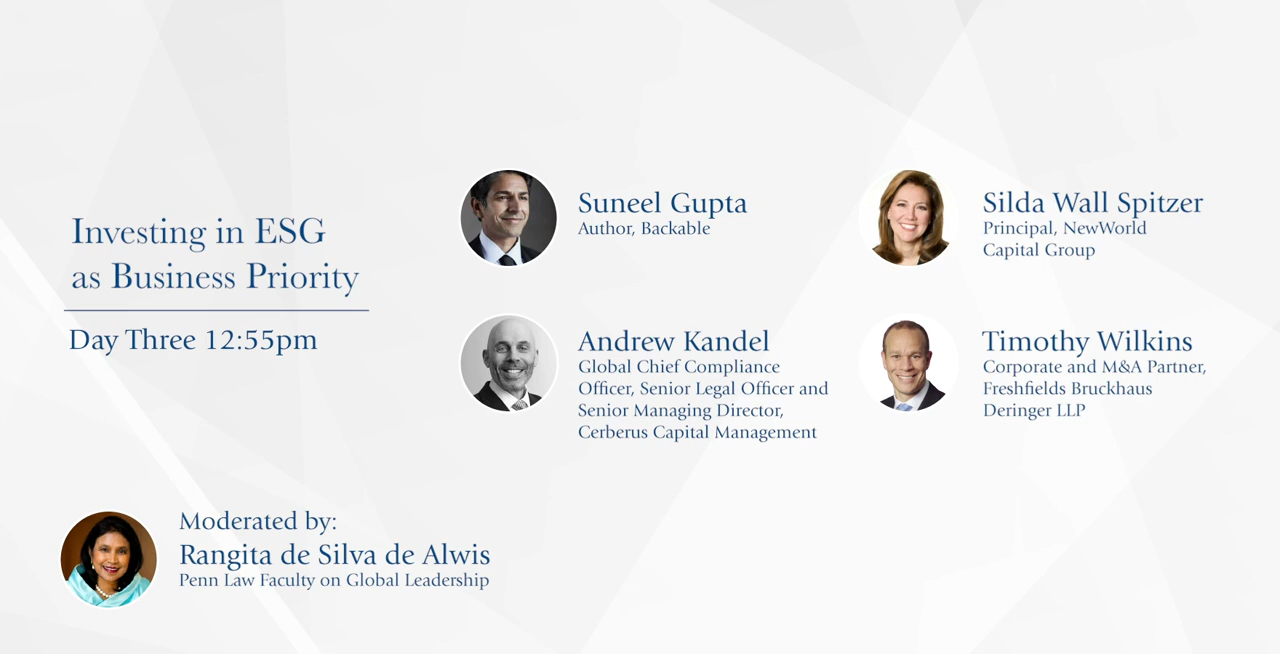 Investing in ESG
as Business Priority
Day Three 12:55pm
Suneel Gupta
Author, Backable
Silda Wall Spitzer
Principal, NewWorld
Capital Group
Andrew Kandel
Global Chief Compliance
Officer, Senior Legal Officer and
Senior Managing Director,
Cerberus Capital Management
Timothy Wilkins
Corporate and M&A Partner,
Freshfields Bruckhaus
Deringer LLP
Moderated by:
Rangita de Silva de Alwis
Penn Law Faculty on Global Leadership